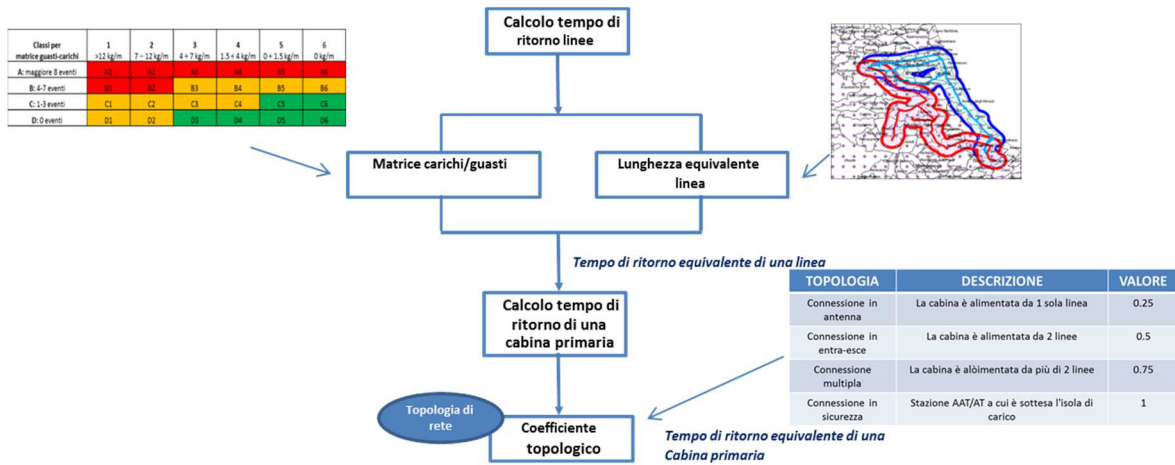 Calcolo tempo di
ritorno linee
Classi per
matrice guasti-carichi
1
>12 kg/m
2
7 ÷ 12 kg/m
3
4 ÷ 7 kg/m
4
1.5 ÷ 4 kg/m
5
0 ÷ 1.5 kg/m
6
0 kg/m
A: maggiore 8 eventi
A1 A2 A3 A4 A5 A6
B: 4-7 eventi
B1 B2 B3 B4 B5 B6
C: 1-3 eventi
C1 C2 C3 C4 C5 C6
D: 0 eventi
D1 D2 D3 D4 D5 D6
Matrice carichi/guasti
Lunghezza equivalente
linea
Tempo di ritorno equivalente di una linea
Calcolo tempo di
ritorno di una
cabina primaria
TOPOLOGIA DESCRIZIONE VALORE
Connessione in
antenna
La cabina è alimentata da 1 sola linea
0.25
Connessione in
entra-esce
La cabina è alimentata da 2 linee
0.5
Connessione
multipla
La cabina è alòimentata da più di 2 linee
0.75
Connessione in
sicurezza
Stazione AAT/AT a cui è sottesa l'isola di
carico
1
Topologia di
rete
Coefficiente
topologico
Tempo di ritorno equivalente di una
Cabina primaria